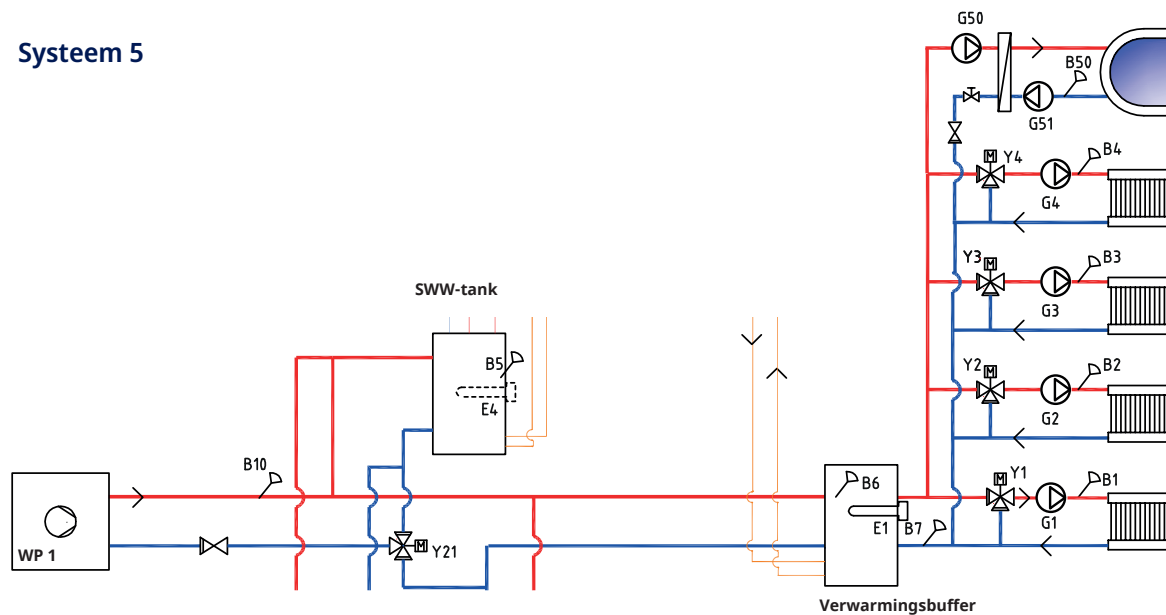 Systeem 5
G50
B50
G51
Y4
M
B4
G4
Y3
M
B3
G3
SWW-tank
B5
E4
Y2
M
B2
G2
B10
B6
Y1
M
B1
E1
B7
G1
WP 1
M
Y21
Verwarmingsbuffer